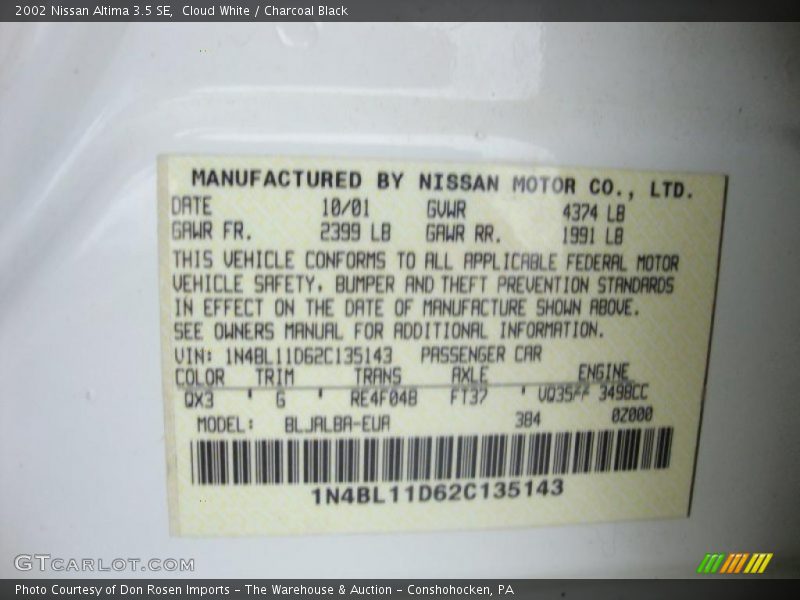 2002 Nissan Altima 3.5 SE, Cloud White / Charcoal Black
MANUFACTURED BY NISSAN MOTOR CO., LTD.
DATE 10/01 GVWR 4374 LB
GAWR FR. 2399 LB GAWR RR. 1991 LB
THIS VEHICLE CONFORMS TO ALL APPLICABLE FEDERAL MOTOR
VEHICLE SAFETY, BUMPER AND THEFT PREVENTION STANDARDS
IN EFFECT ON THE DATE OF MANUFACTURE SHOWN ABOVE.
SEE OWNERS MANUAL FOR ADDITIONAL INFORMATION.
VIN: 1N4BL11D62C135143 PASSENGER CAR
COLOR TRIM TRANS AXLE ENGINE
QX3 ' G ' RE4F04B FT37 ' 3498CC
MODEL: BLJALBA-EUA 384 0Z000
1N4BL11D62C135143
GTCARLOT.COM
Photo Courtesy of Don Rosen Imports - The Warehouse & Auction - Conshohocken, PA